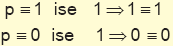 p ≡ 1 ise 1 ⇒ 1 ≡ 1
p ≡ 0 ise 1 ⇒ 0 ≡ 0